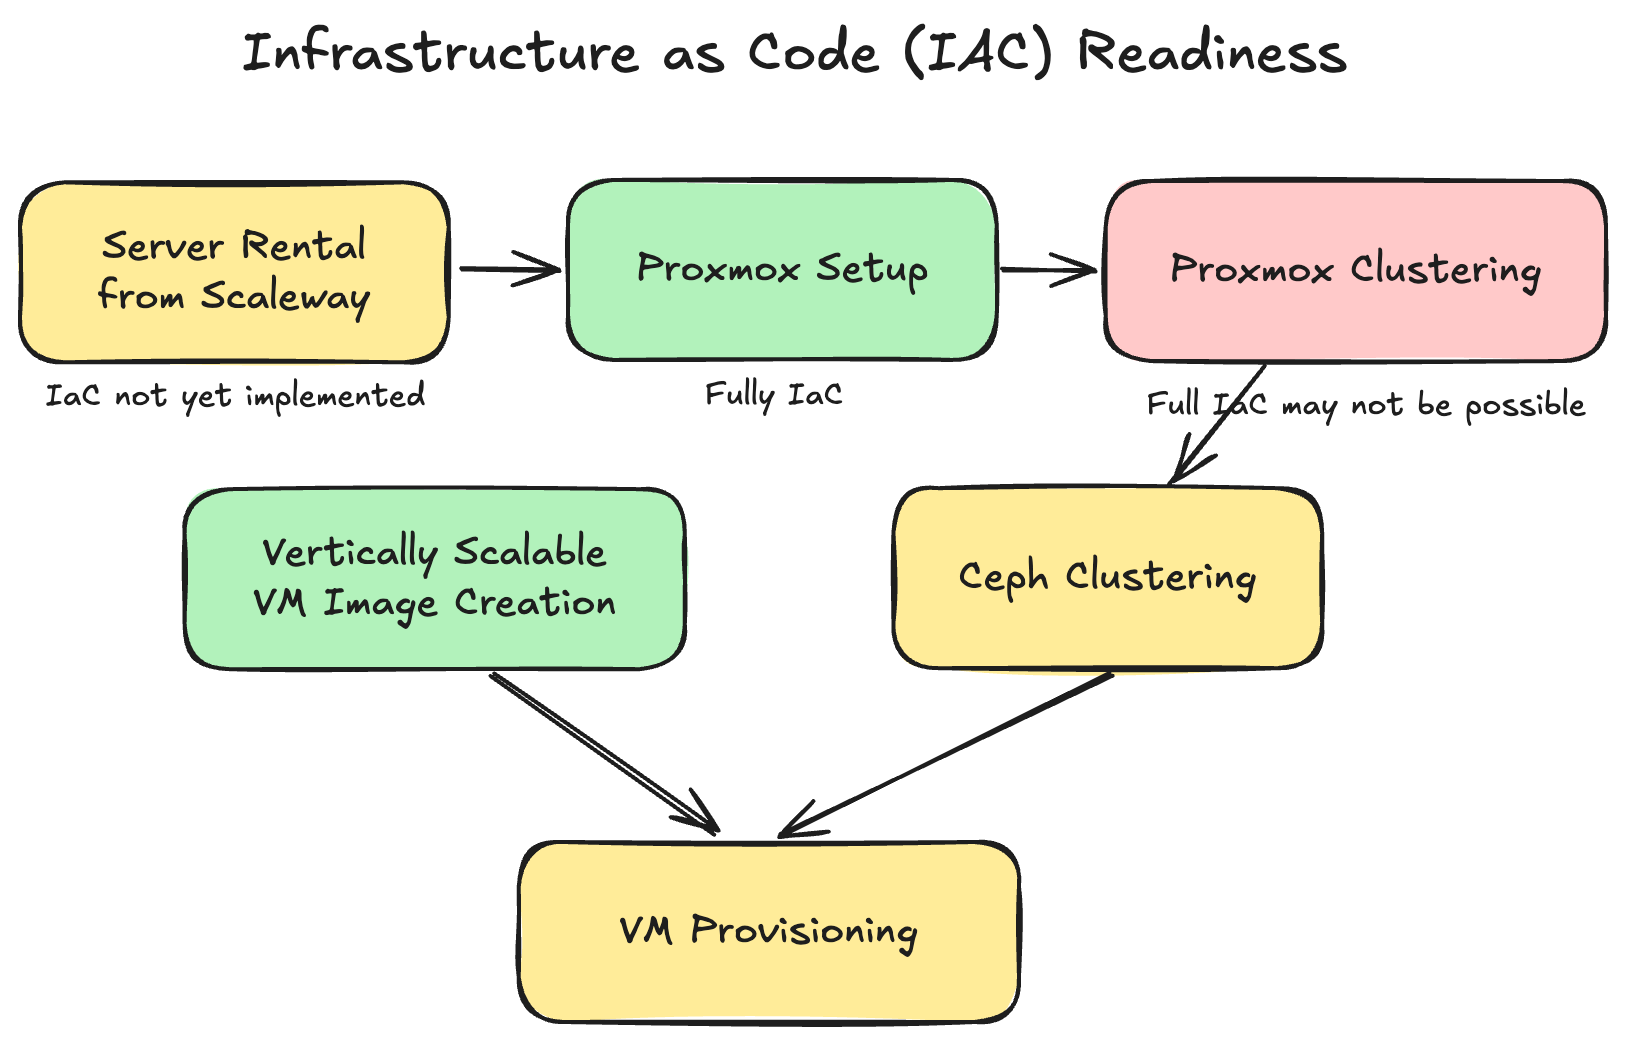 Infrastructure as Code (IAC) Readiness
Server Rental
from Scaleway
Proxmox Setup
Proxmox Clustering
IaC not yet implemented
Fully IaC
Full IaC may not be possible
Vertically Scalable
VM Image Creation
Ceph Clustering
VM Provisioning